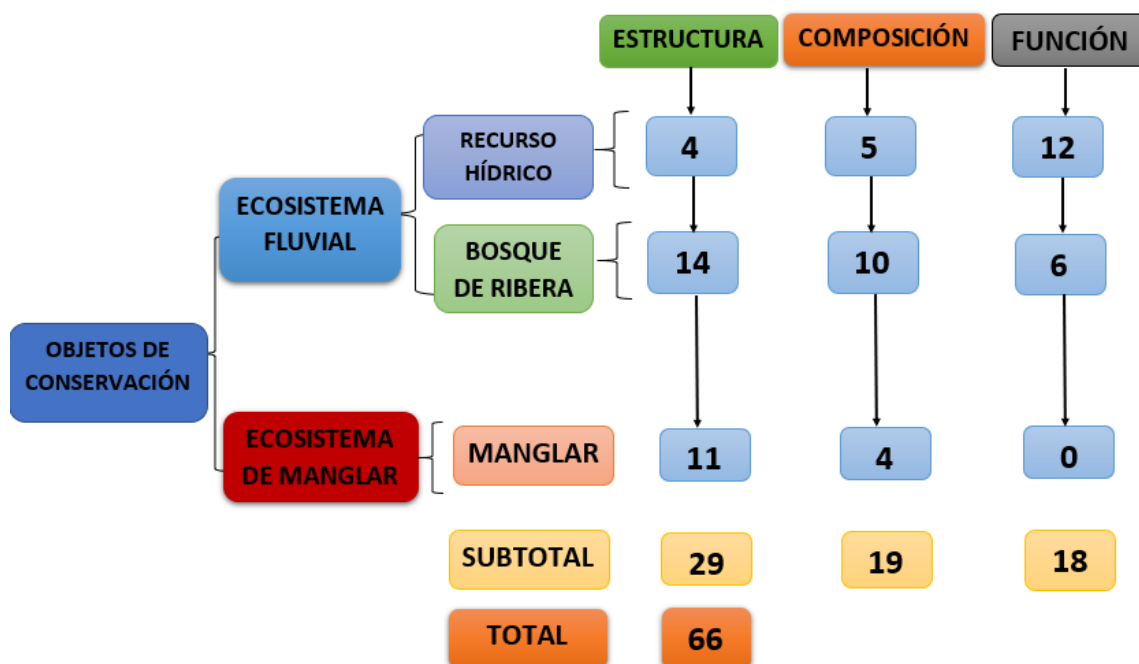 ESTRUCTURA
COMPOSICIÓN
FUNCIÓN
RECURSO
HÍDRICO
4
5
12
ECOSISTEMA
FLUVIAL
BOSQUE
DE RIBERA
14
10
6
OBJETOS DE
CONSERVACIÓN
ECOSISTEMA
DE MANGLAR
MANGLAR
11
4
0
SUBTOTAL
29
19
18
TOTAL
66